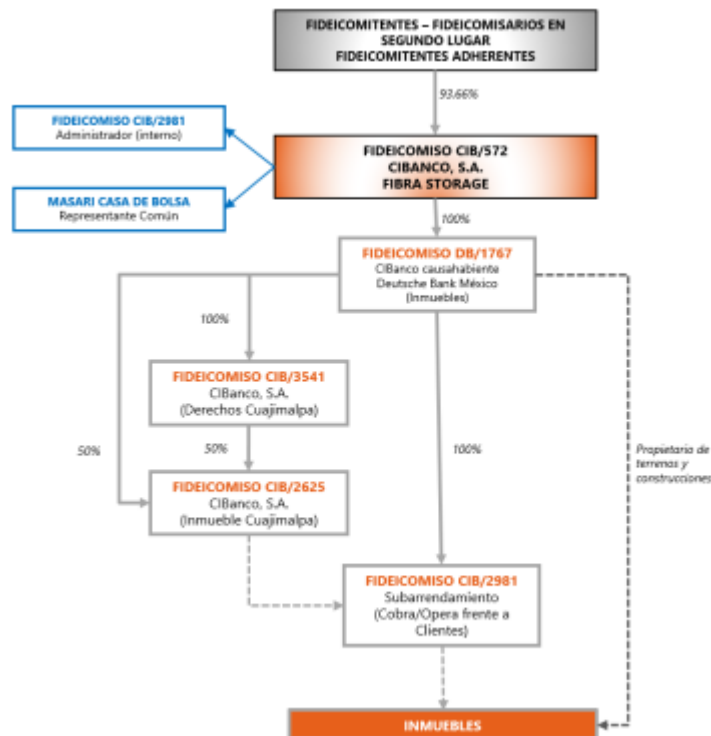 FIDEICOMITENTES – FIDEICOMISARIOS EN
SEGUNDO LUGAR
FIDEICOMITENTES ADHERENTES
93.66%
FIDEICOMISO CIB/2981
Administrador (interno)
FIDEICOMISO CIB/572
CIBANCO, S.A.
FIBRA STORAGE
MASARI CASA DE BOLSA
Representante Común
100%
FIDEICOMISO DB/1767
CIBanco causahabiente
Deutsche Bank México
(Inmuebles)
100%
FIDEICOMISO CIB/3541
CIBanco, S.A.
(Derechos Cuajimalpa)
50%
50%
100%
Propietario de
terrenos y
construcciones
FIDEICOMISO CIB/2625
CIBanco, S.A.
(Inmueble Cuajimalpa)
FIDEICOMISO CIB/2981
Subarrendamiento
(Cobra/Opera frente a
Clientes)
INMUEBLES